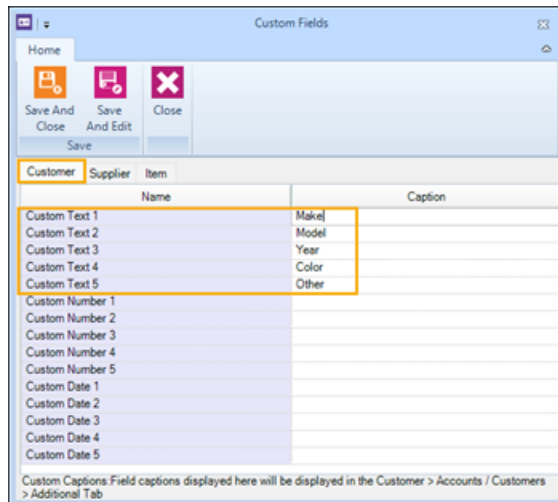 Custom Fields
Home
Save And Close
Save And Edit
Close
Save
Customer Supplier Item
Name Caption
Custom Text 1 Make
Custom Text 2 Model
Custom Text 3 Year
Custom Text 4 Color
Custom Text 5 Other
Custom Number 1
Custom Number 2
Custom Number 3
Custom Number 4
Custom Number 5
Custom Date 1
Custom Date 2
Custom Date 3
Custom Date 4
Custom Date 5
Custom Captions:Field captions displayed here will be displayed in the Customer > Accounts / Customers
> Additional Tab